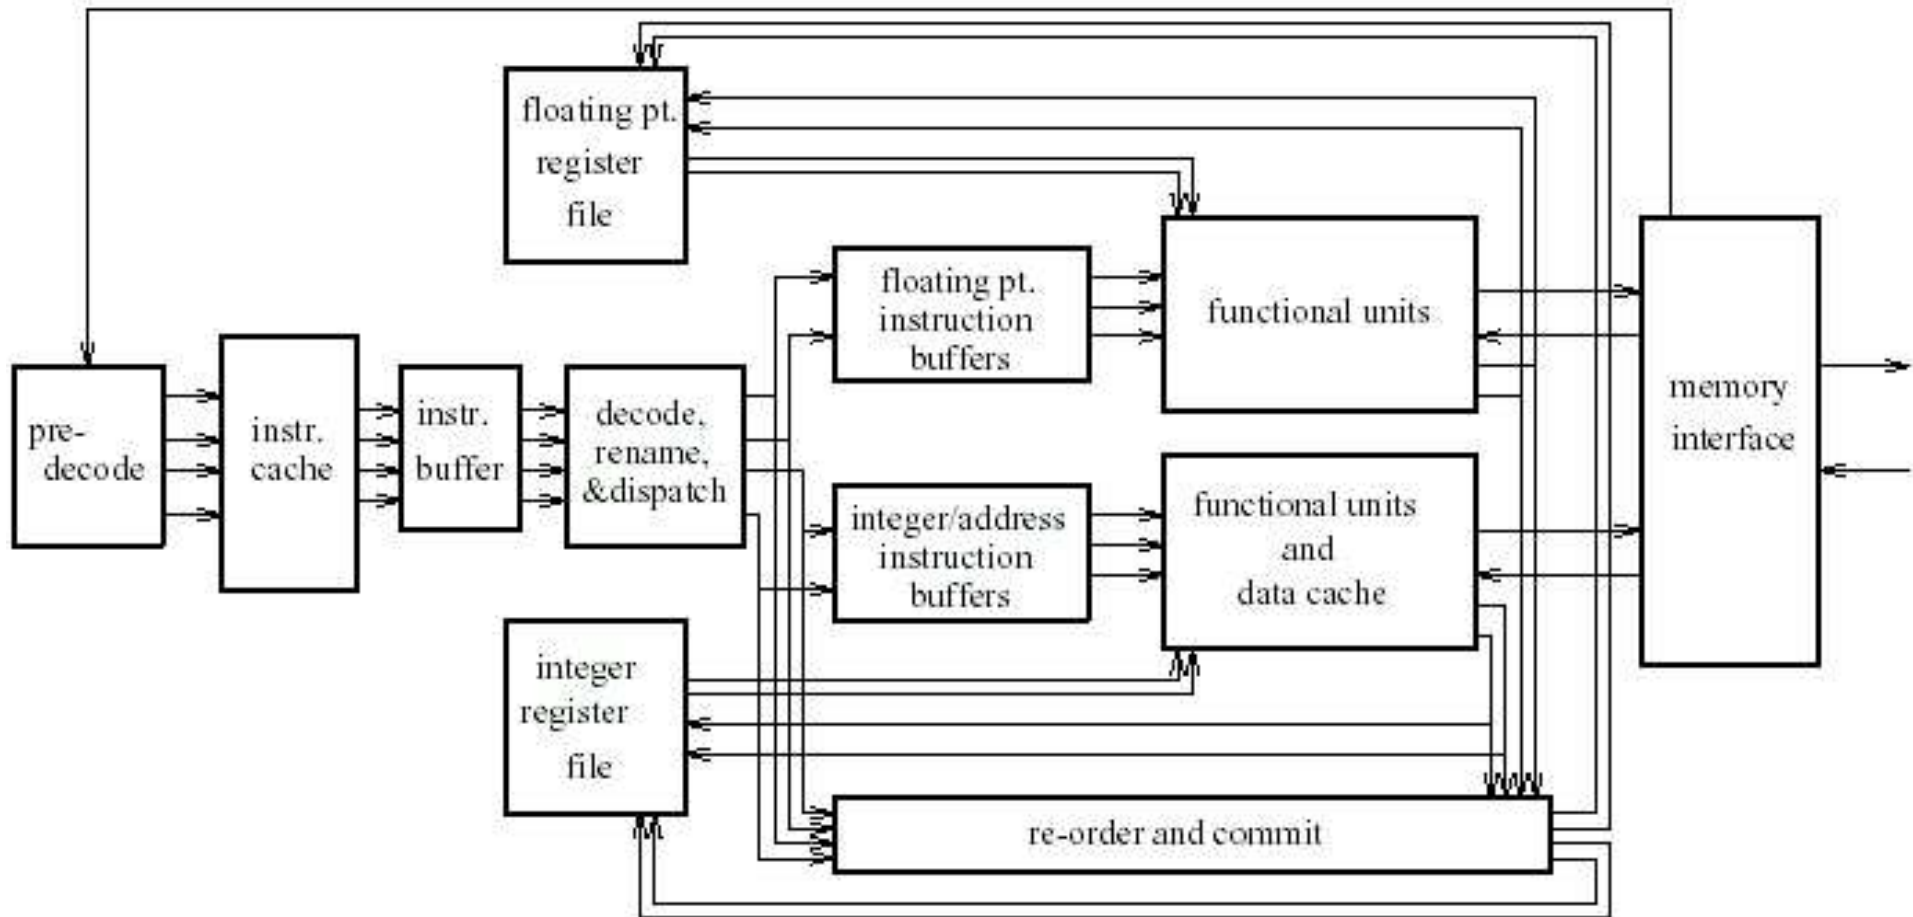 floating pt.
register
file
floating pt.
instruction
buffers
functional units
pre-
decode
instr.
cache
instr.
buffer
decode,
rename,
&dispatch
memory
interface
integer/address
instruction
buffers
functional units
and
data cache
integer
register
file
re-order and commit